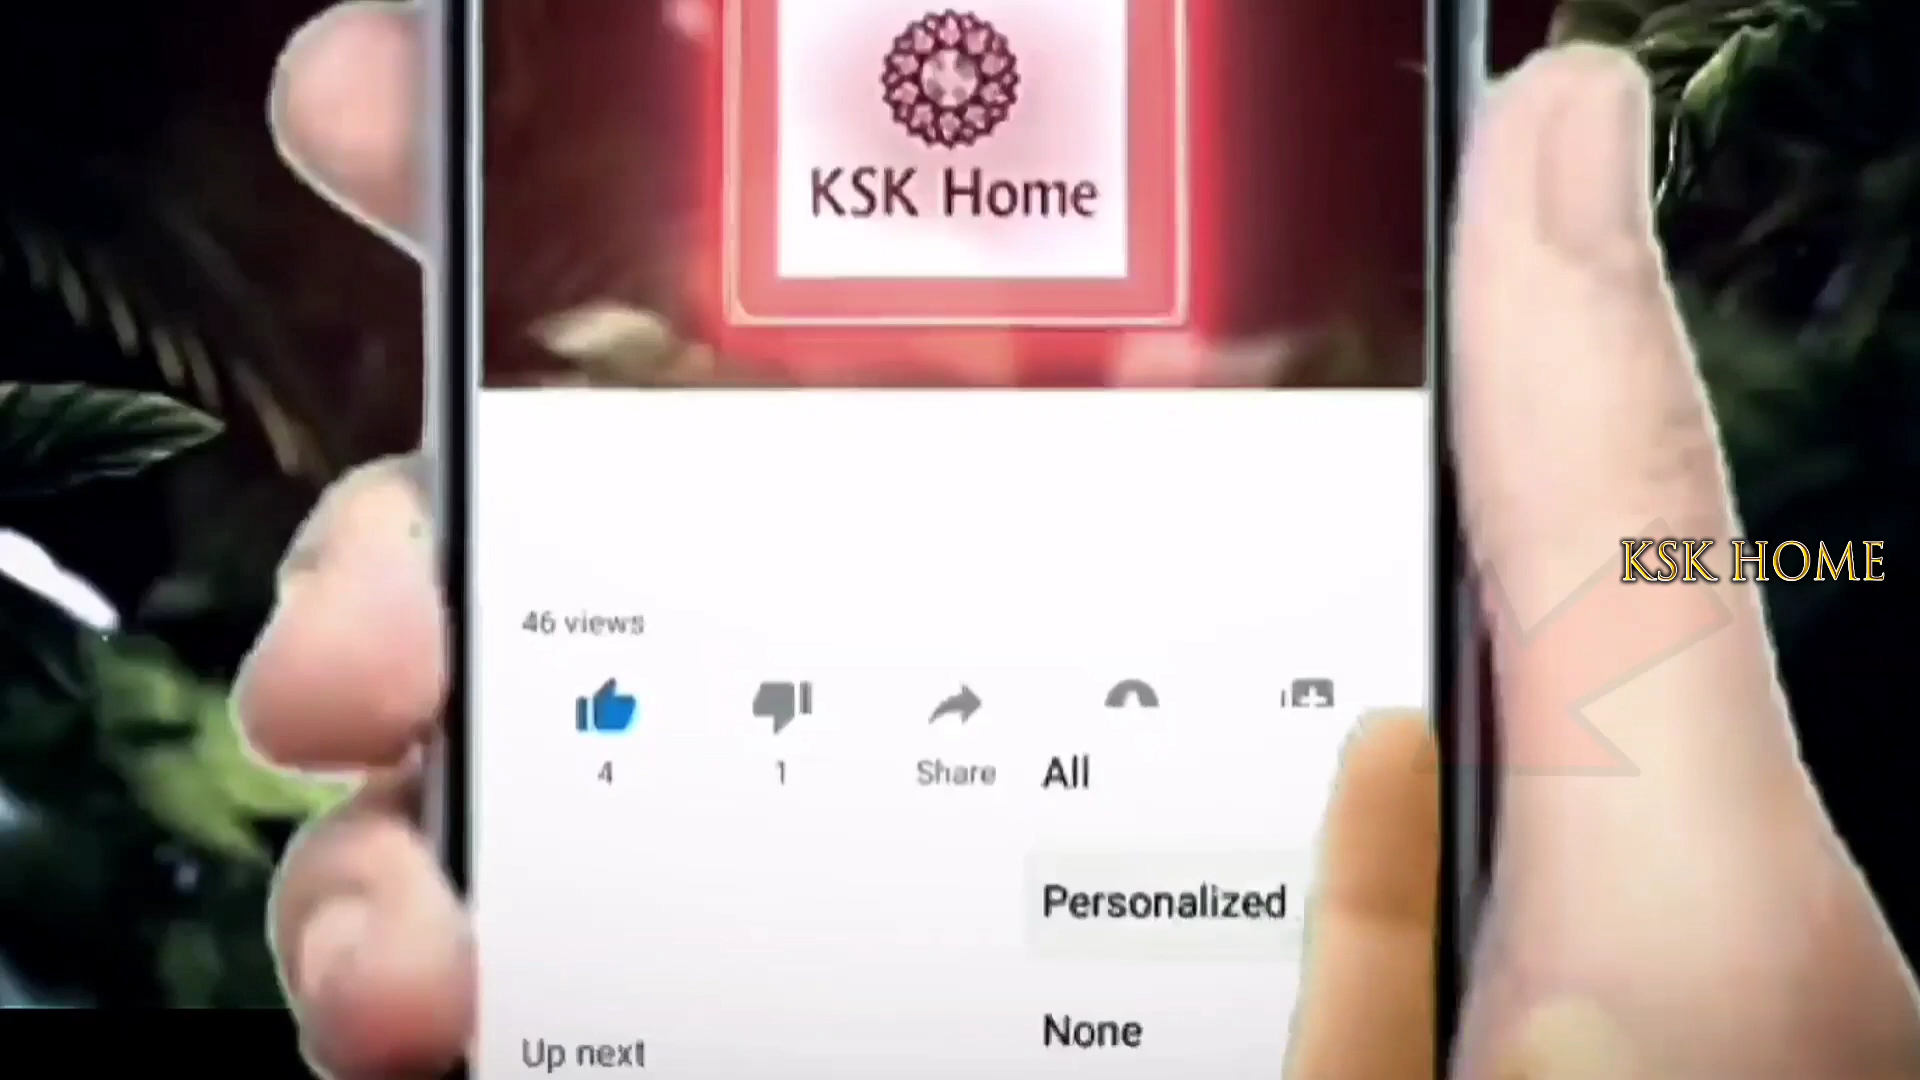 KSK Home
KSK HOME
46 views
4
1
Share
All
Personalized
None
Up next